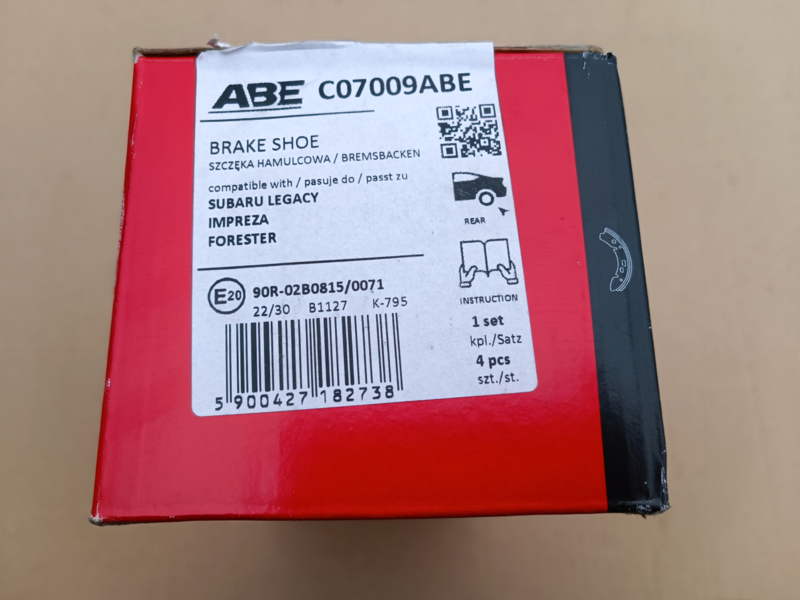 ABE C07009ABE
BRAKE SHOE
SZCZĘKA HAMULCOWA / BREMSBACKEN
compatible with / pasuje do / passt zu
SUBARU LEGACY
IMPREZA
FORESTER
REAR
E20 90R-02B0815/0071
22/30 B1127 K-795
5 900427 182738
INSTRUCTION
1 set
kpl./Satz
4 pcs
szt./st.